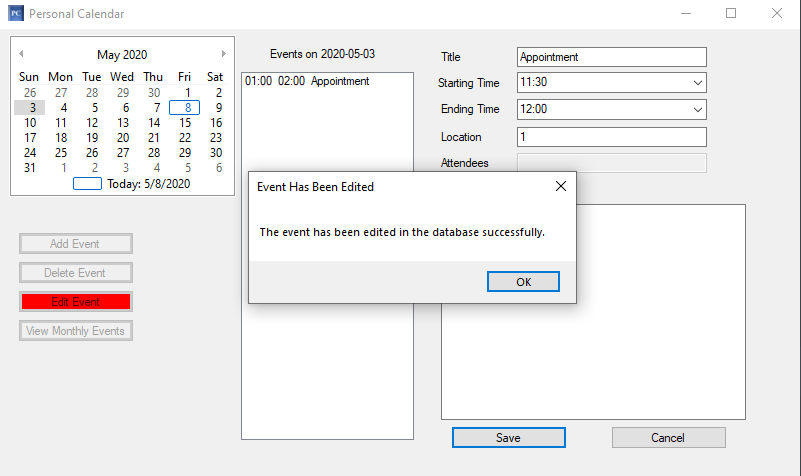 PC Personal Calendar
May 2020
Sun Mon Tue Wed Thu Fri Sat
26 27 28 29 30 1 2
3 4 5 6 7 8 9
10 11 12 13 14 15 16
17 18 19 20 21 22 23
24 25 26 27 28 29 30
31 1 2 3 4 5 6
Today: 5/8/2020
Add Event
Delete Event
Edit Event
View Monthly Events
Events on 2020-05-03
01:00 02:00 Appointment
Title Appointment
Starting Time 11:30
Ending Time 12:00
Location 1
Attendees
Event Has Been Edited
The event has been edited in the database successfully.
OK
Save Cancel